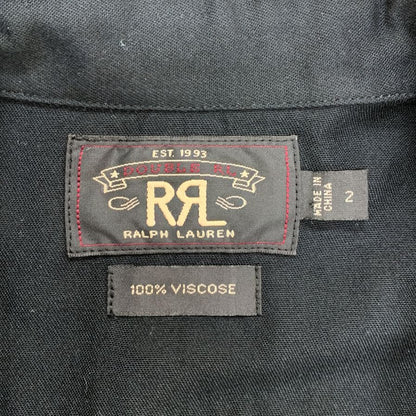 EST. 1993
DOUBLE RL
RRL
RALPH LAUREN
MADE IN
CHINA
2
100% VISCOSE